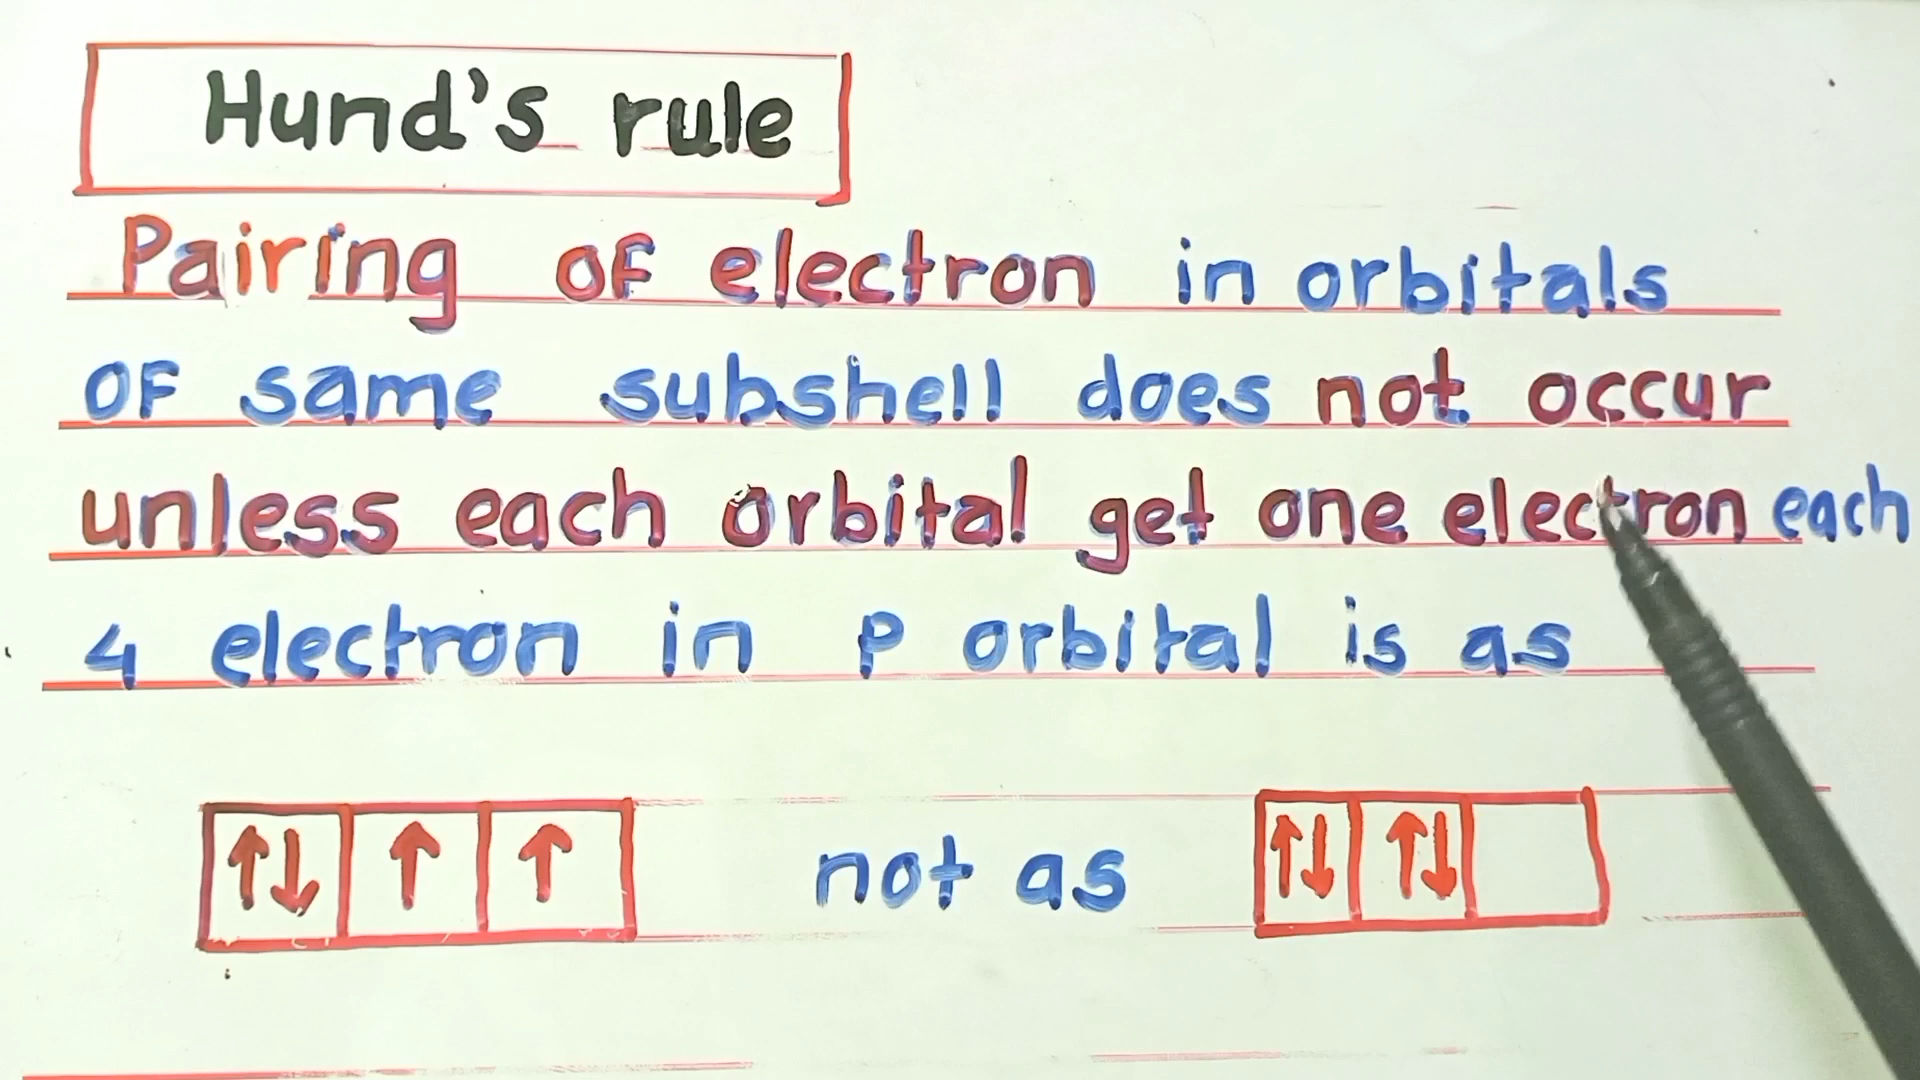 Hund's rule
Pairing of electron in orbitals
of same subshell does not occur
unless each orbital get one electron each
4 electron in p orbital is as
↑↓ ↑ ↑ not as ↑↓ ↑↓